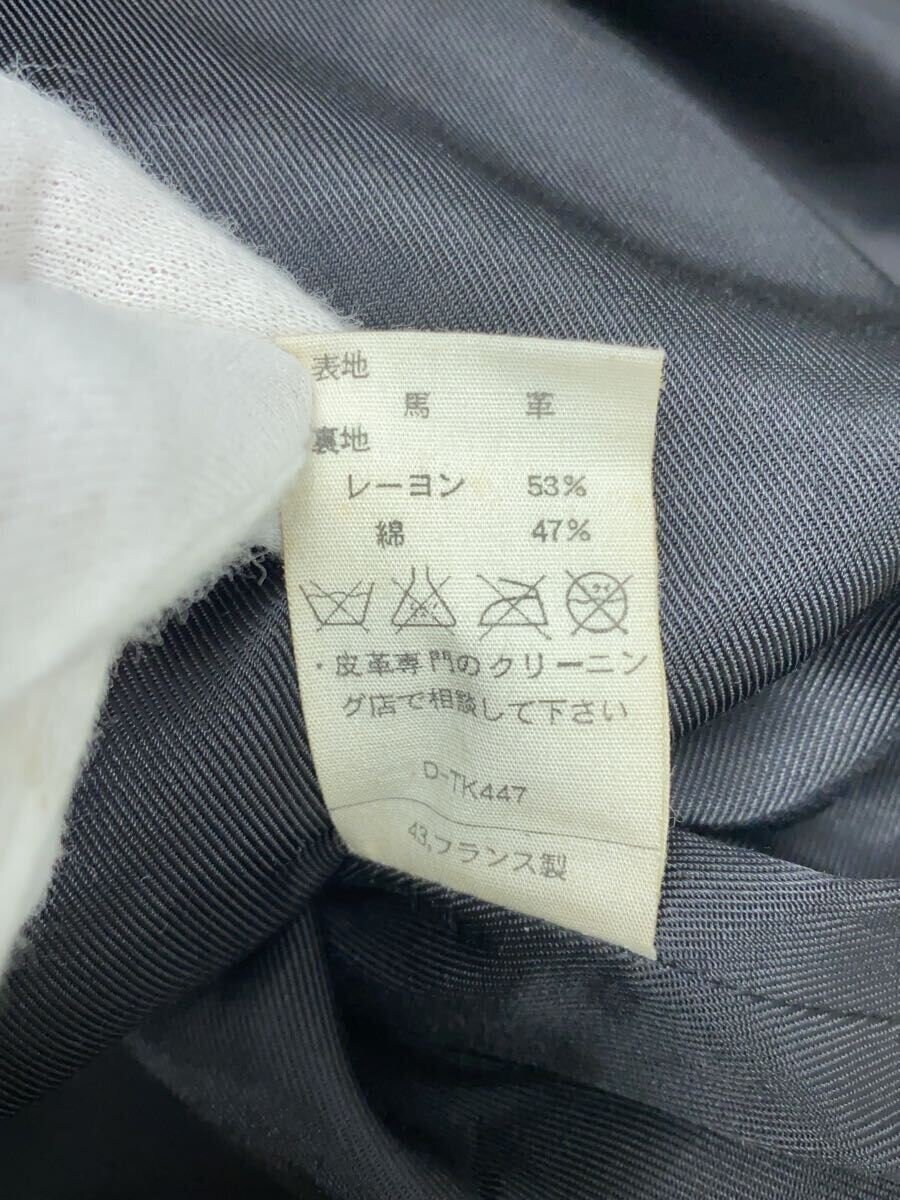 表地
馬 革
裏地
レーヨン 53%
綿 47%
・皮革専門のクリーニン
グ店で相談して下さい
D-TK447
43,フランス製